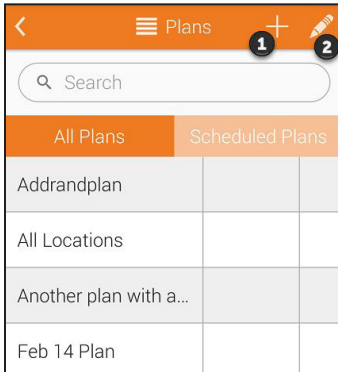 Plans
1
2
Search
All Plans Scheduled Plans
Addrandplan
All Locations
Another plan with a...
Feb 14 Plan